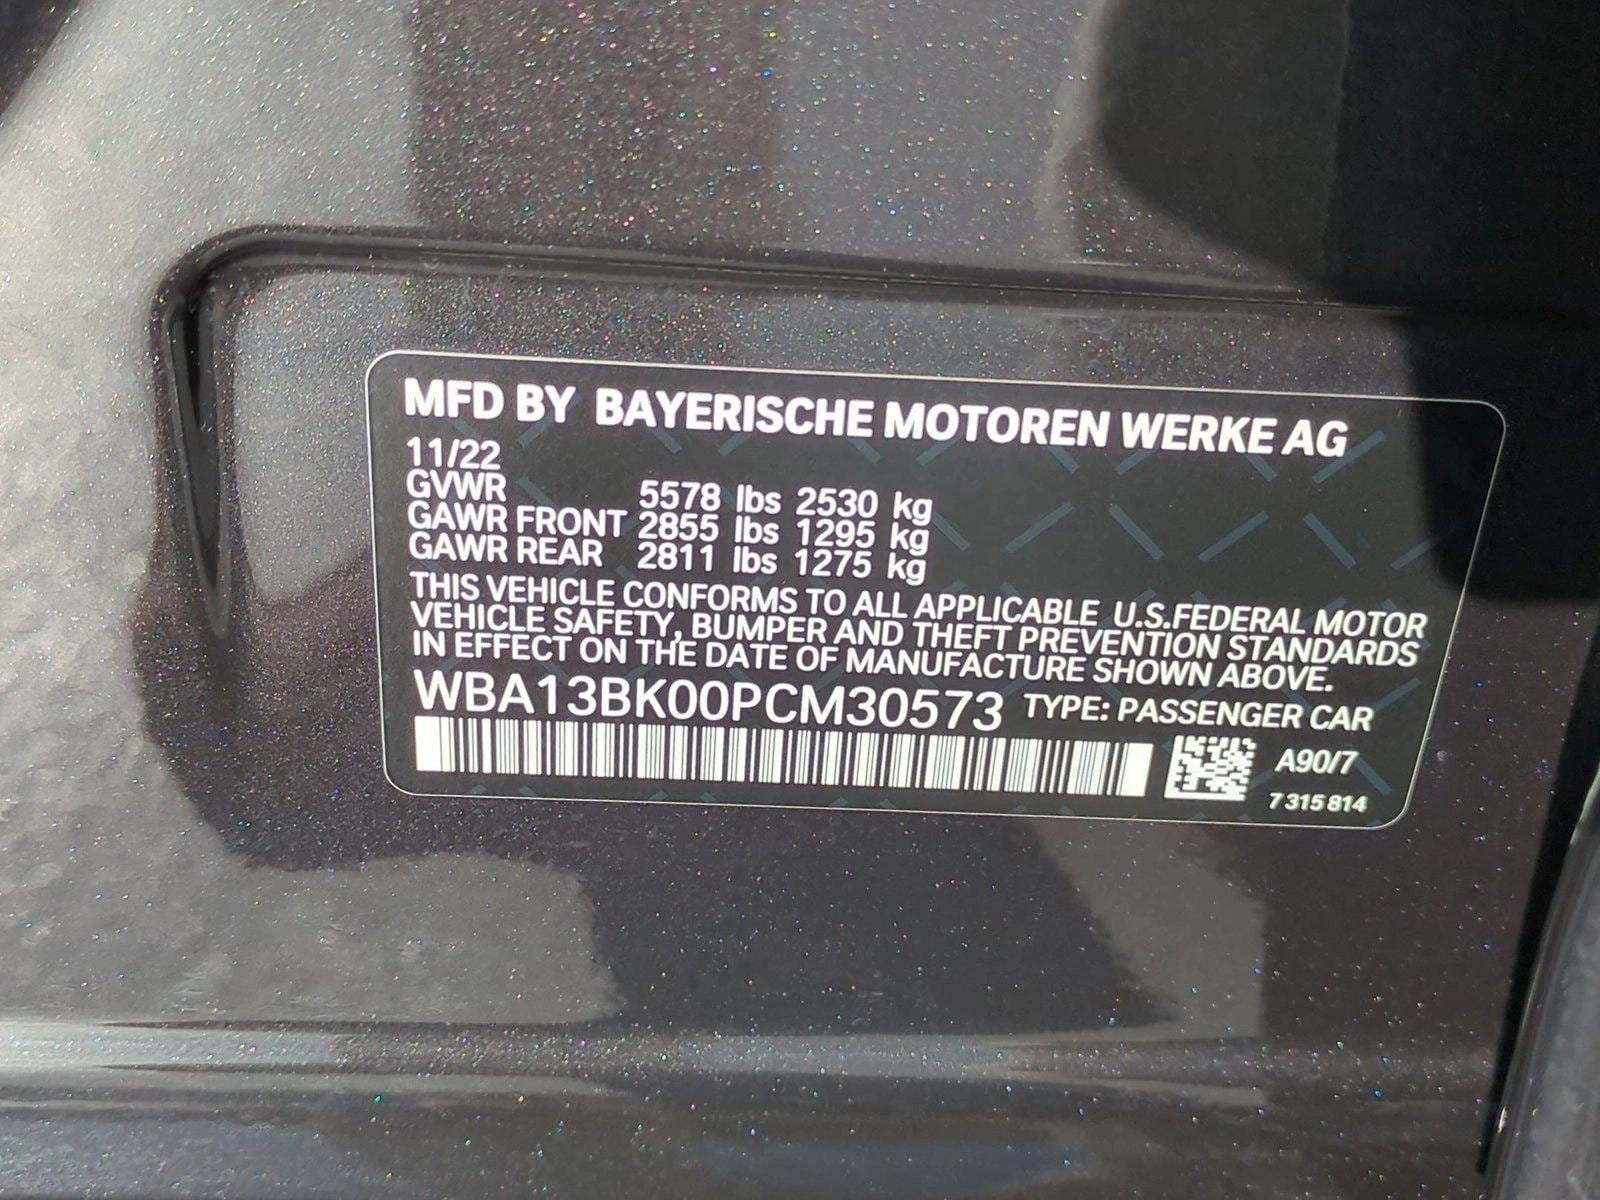 MFD BY BAYERISCHE MOTOREN WERKE AG
11/22
GVWR 5578 lbs 2530 kg
GAWR FRONT 2855 lbs 1295 kg
GAWR REAR 2811 lbs 1275 kg
THIS VEHICLE CONFORMS TO ALL APPLICABLE U.S.FEDERAL MOTOR
VEHICLE SAFETY, BUMPER AND THEFT PREVENTION STANDARDS
IN EFFECT ON THE DATE OF MANUFACTURE SHOWN ABOVE.
WBA13BK00PCM30573 TYPE: PASSENGER CAR
A90/7
7 315 814